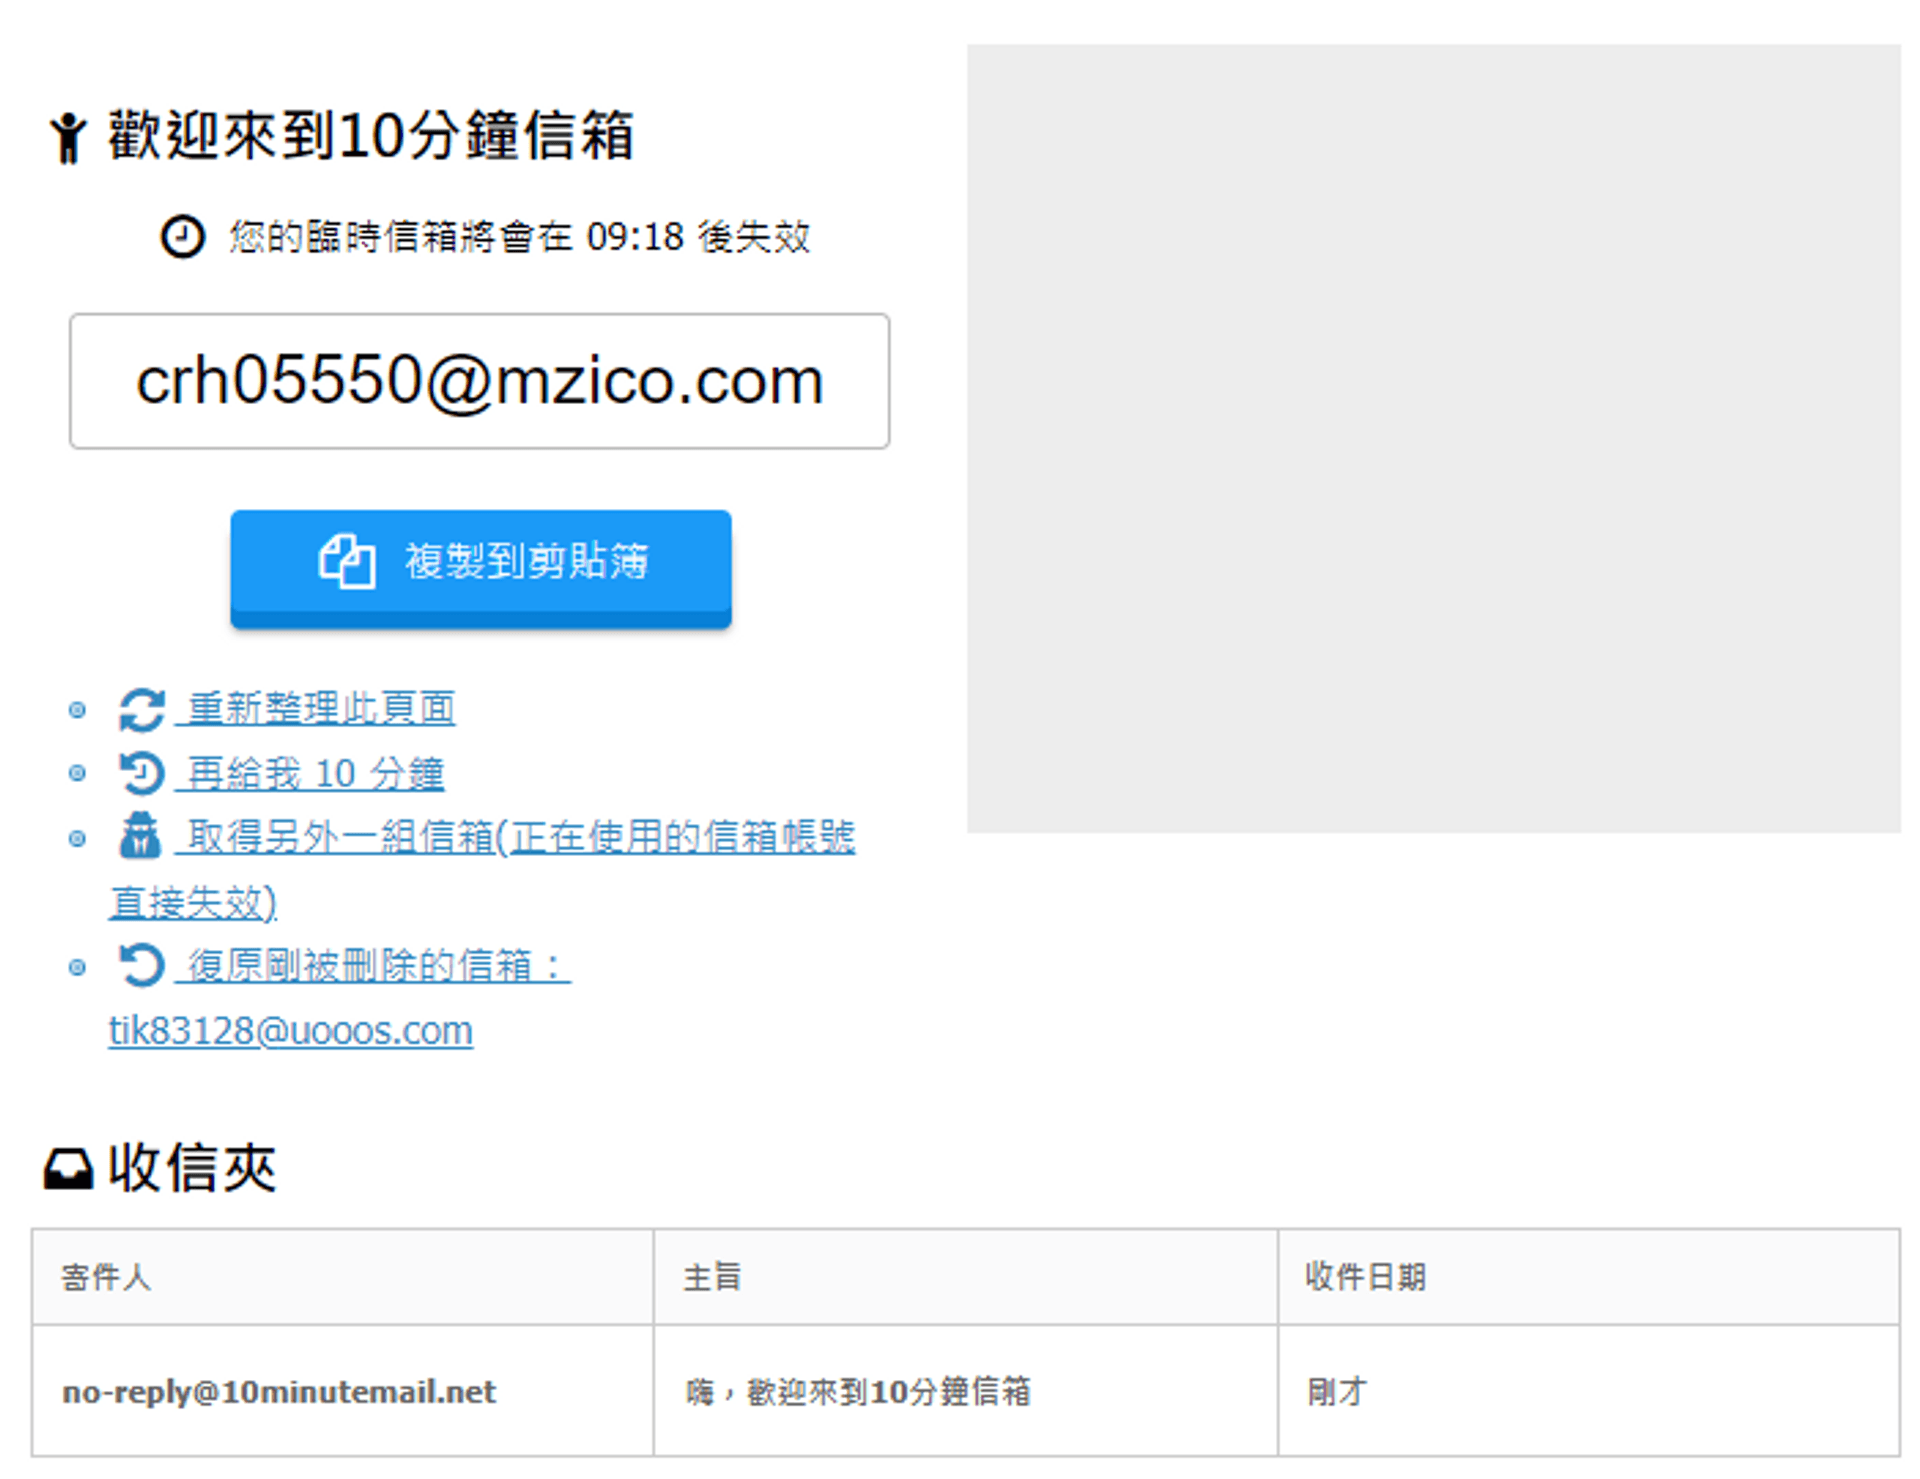 歡迎來到10分鐘信箱
您的臨時信箱將會在 09:18 後失效
crh05550@mzico.com
複製到剪貼簿
重新整理此頁面
再給我 10 分鐘
取得另外一組信箱(正在使用的信箱帳號
直接失效)
復原剛被刪除的信箱：
tik83128@uooos.com
收信夾
寄件人 主旨 收件日期
no-reply@10minutemail.net 嗨，歡迎來到10分鐘信箱 剛才